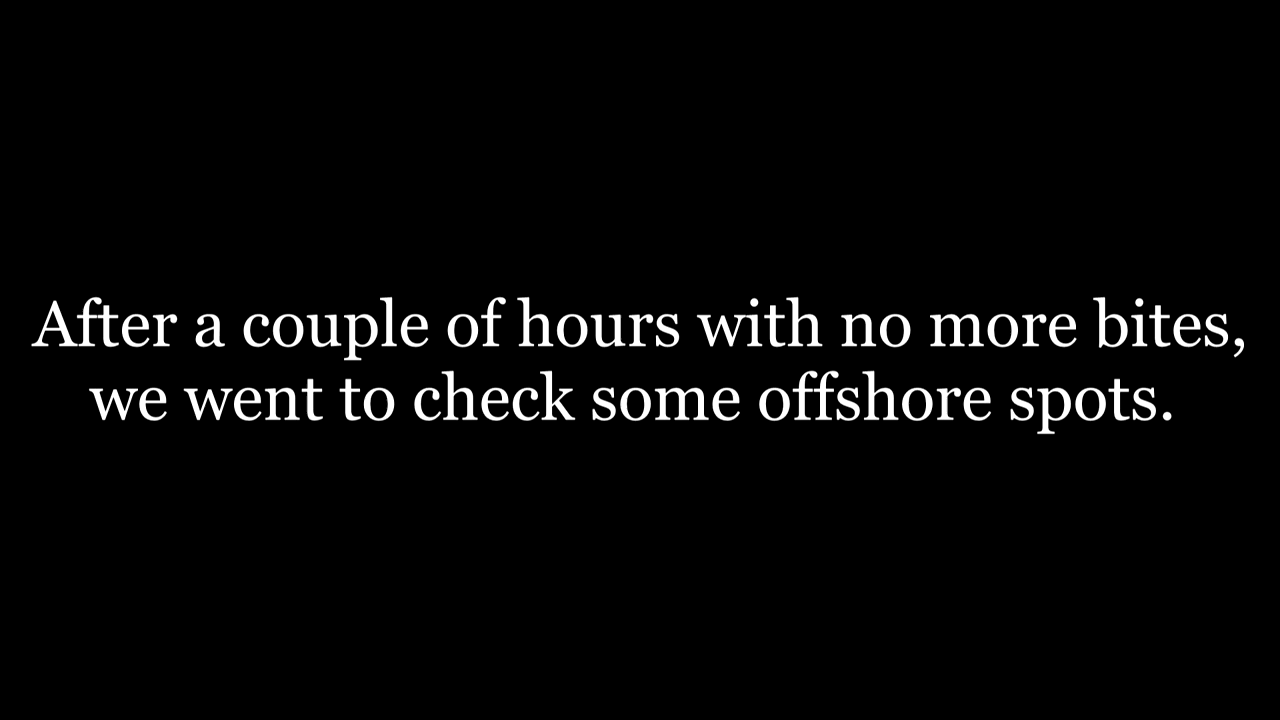 After a couple of hours with no more bites,
we went to check some offshore spots.